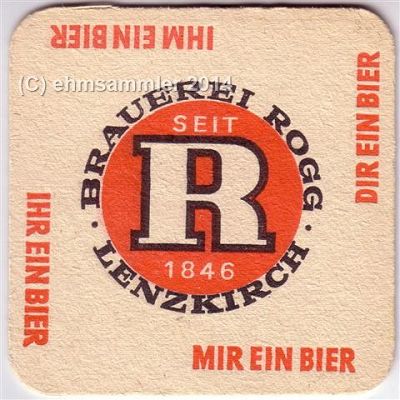 IHM EIN BIER
(C) ehmsammler 2014
BRAUEREI ROGG
SEIT
R
1846
· LENZKIRCH ·
DIR EIN BIER
IHR EIN BIER
MIR EIN BIER